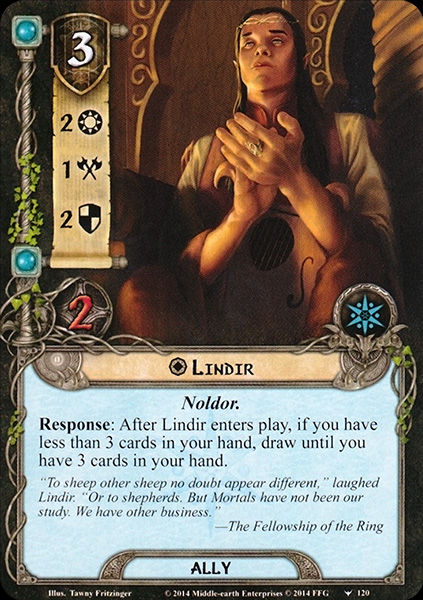 3
2
1
2
2
Lindir
Noldor.
Response: After Lindir enters play, if you have
less than 3 cards in your hand, draw until you
have 3 cards in your hand.
“To sheep other sheep no doubt appear different,” laughed
Lindir. “Or to shepherds. But Mortals have not been our
study. We have other business.”
—The Fellowship of the Ring
ALLY
Illus. Tawny Fritzinger © 2014 Middle-earth Enterprises © 2014 FFG 120